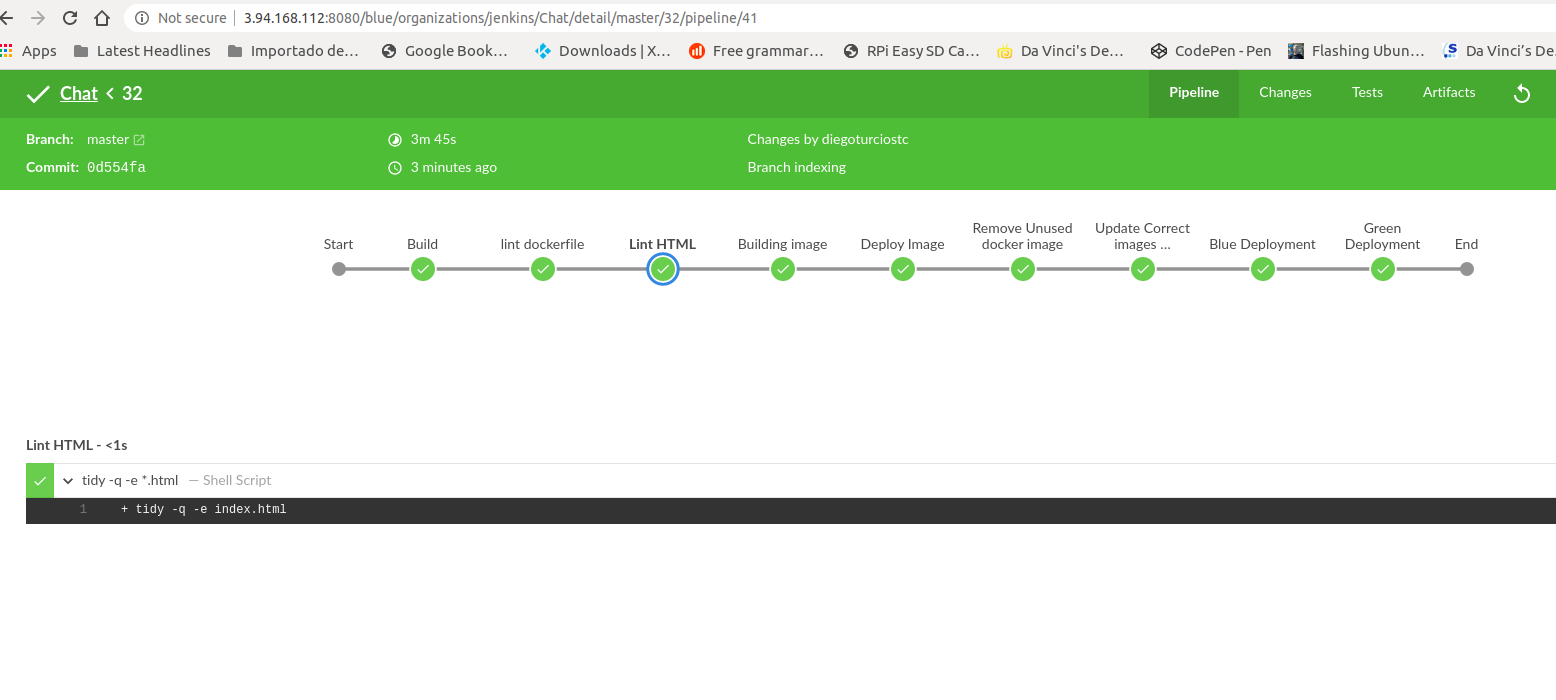 Not secure | 3.94.168.112:8080/blue/organizations/jenkins/Chat/detail/master/32/pipeline/41
Apps Latest Headlines Importado de... Google Book... Downloads | X... Free grammar... RPi Easy SD Ca... Da Vinci's De... CodePen - Pen Flashing Ubun... Da Vinci's De
Chat < 32 Pipeline Changes Tests Artifacts
Branch: master 3m 45s Changes by diegoturciostc
Commit: 0d554fa 3 minutes ago Branch indexing
Start Build lint dockerfile Lint HTML Building image Deploy Image Remove Unused docker image Update Correct images ... Blue Deployment Green Deployment End
Lint HTML - <1s
tidy -q -e *.html — Shell Script
1 + tidy -q -e index.html